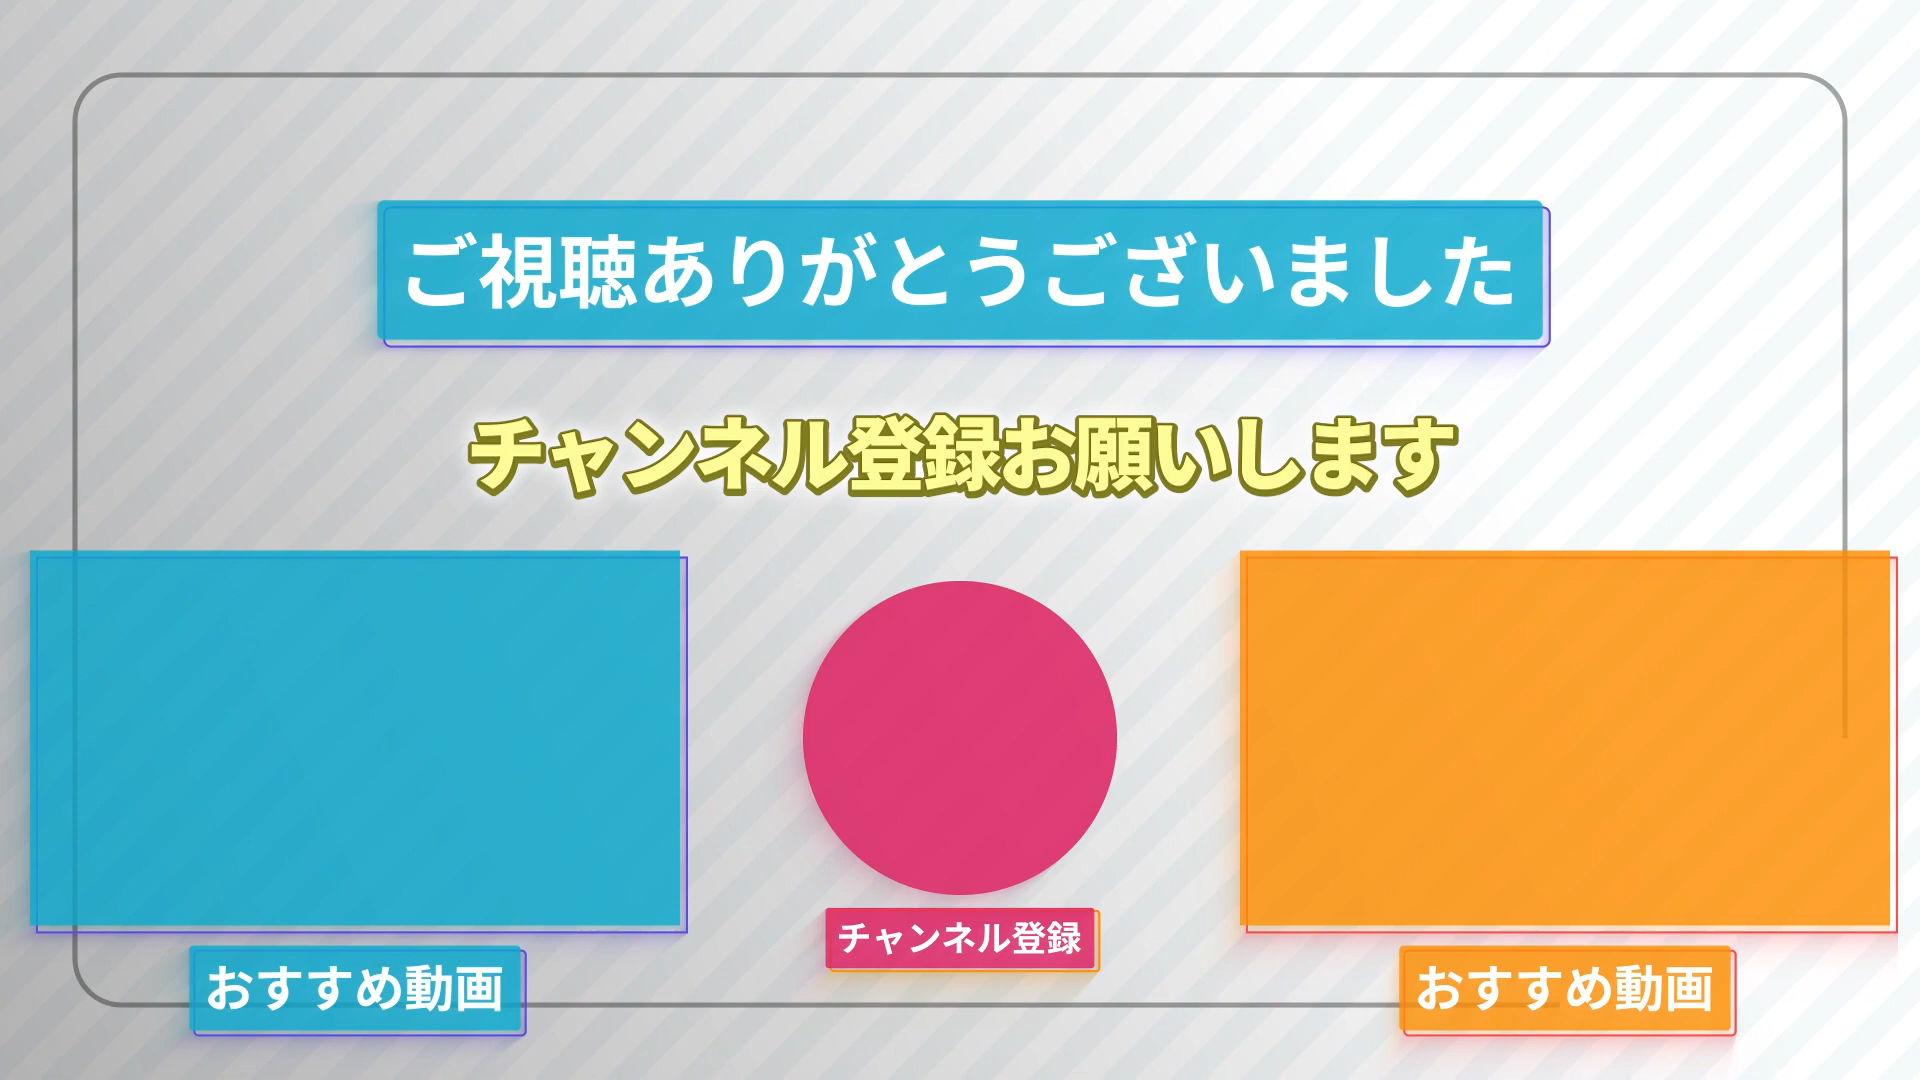 ご視聴ありがとうございました
チャンネル登録お願いします
チャンネル登録
おすすめ動画
おすすめ動画